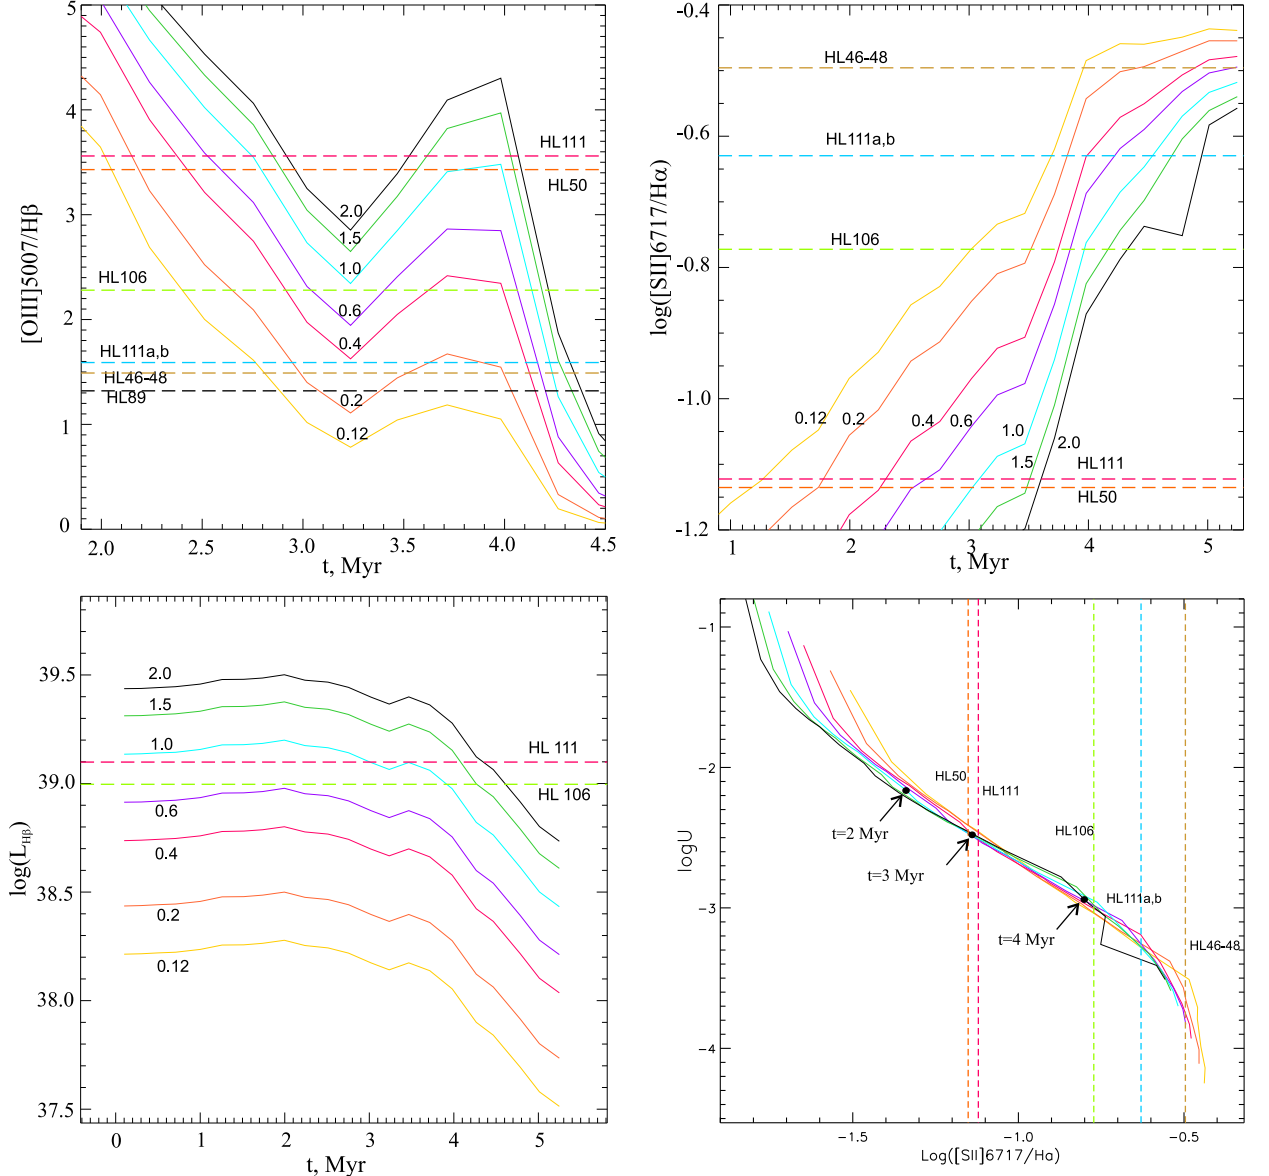 5
4
3
2
1
0
[OIII]5007/Hβ
HL111
HL50
HL106
HL111a,b
HL46-48
HL89
2.0
1.5
1.0
0.6
0.4
0.2
0.12
2.0
2.5
3.0
3.5
4.0
4.5
t, Myr
-0.4
-0.6
-0.8
-1.0
-1.2
log([SII]6717/Hα)
HL46-48
HL111a,b
HL106
0.12
0.2
0.4
0.6
1.0
1.5
2.0
HL111
HL50
1
2
3
4
5
t, Myr
39.5
39.0
38.5
38.0
37.5
log(LHβ)
2.0
1.5
1.0
HL 111
HL 106
0.6
0.4
0.2
0.12
0
1
2
3
4
5
t, Myr
-1
-2
-3
-4
logU
HL50
HL111
t=2 Myr
HL106
t=3 Myr
HL111a,b
t=4 Myr
HL46-48
-1.5
-1.0
-0.5
Log([SII]6717/Hα)